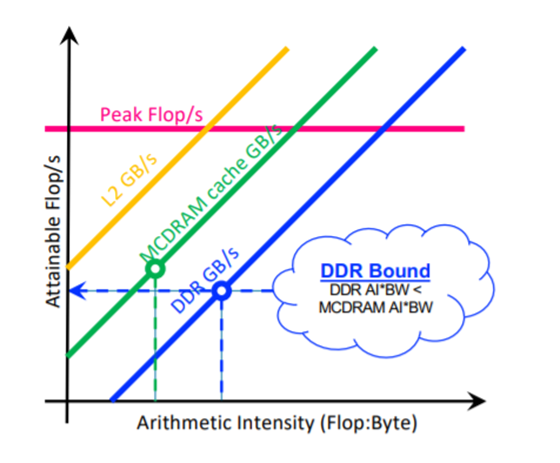 Peak Flop/s
L2 GB/s
MCDRAM cache GB/s
DDR GB/s
DDR Bound
DDR AI*BW <
MCDRAM AI*BW
Attainable Flop/s
Arithmetic Intensity (Flop:Byte)